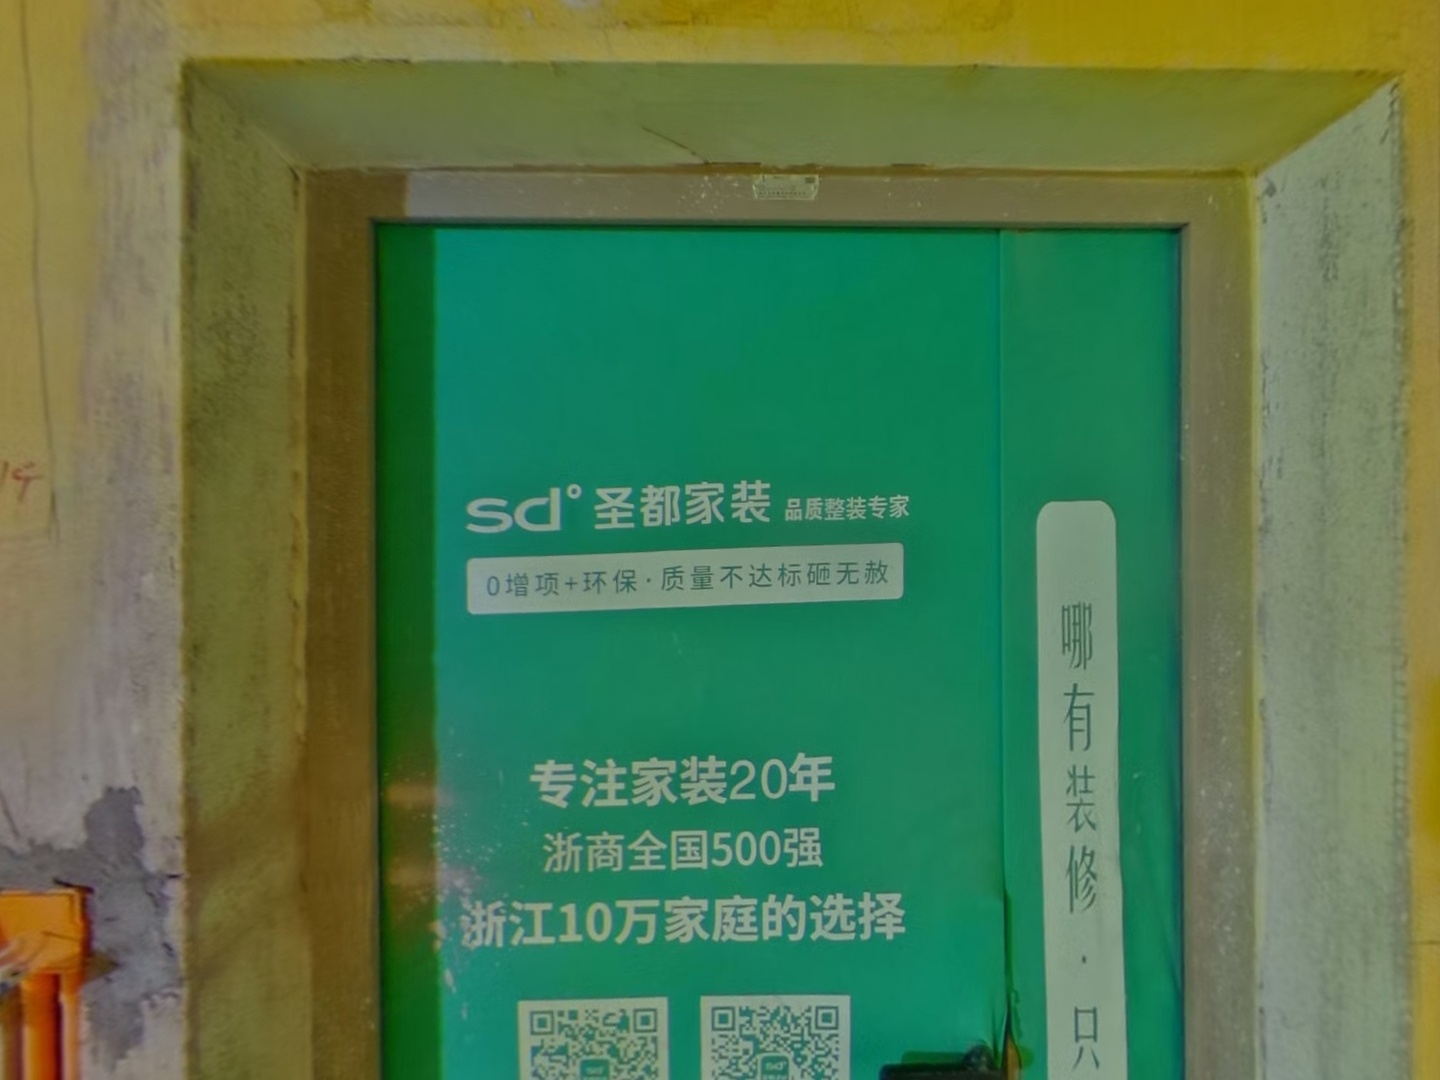 sd° 圣都家装 品质整装专家
0增项+环保·质量不达标砸无赦
专注家装20年
浙商全国500强
浙江10万家庭的选择
哪有装修·只